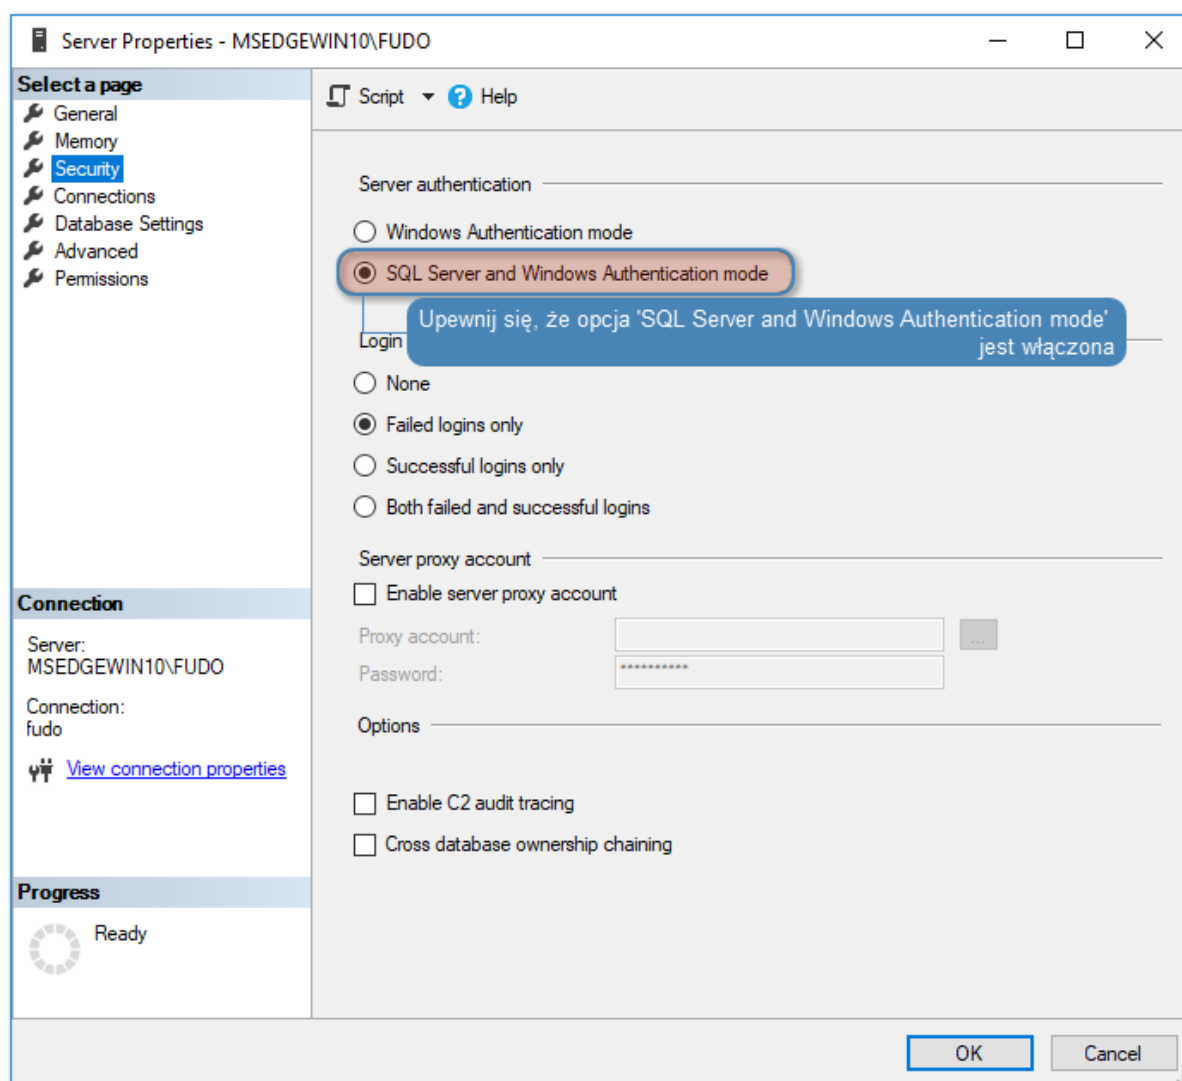 Server Properties - MSEDGEWIN10\FUDO
Select a page
General
Memory
Security
Connections
Database Settings
Advanced
Permissions
Connection
Server:
MSEDGEWIN10\FUDO
Connection:
fudo
View connection properties
Progress
Ready
Script
Help
Server authentication
Windows Authentication mode
SQL Server and Windows Authentication mode
Upewnij się, że opcja 'SQL Server and Windows Authentication mode'
jest włączona
Login
None
Failed logins only
Successful logins only
Both failed and successful logins
Server proxy account
Enable server proxy account
Proxy account:
...
Password:
**********
Options
Enable C2 audit tracing
Cross database ownership chaining
OK
Cancel